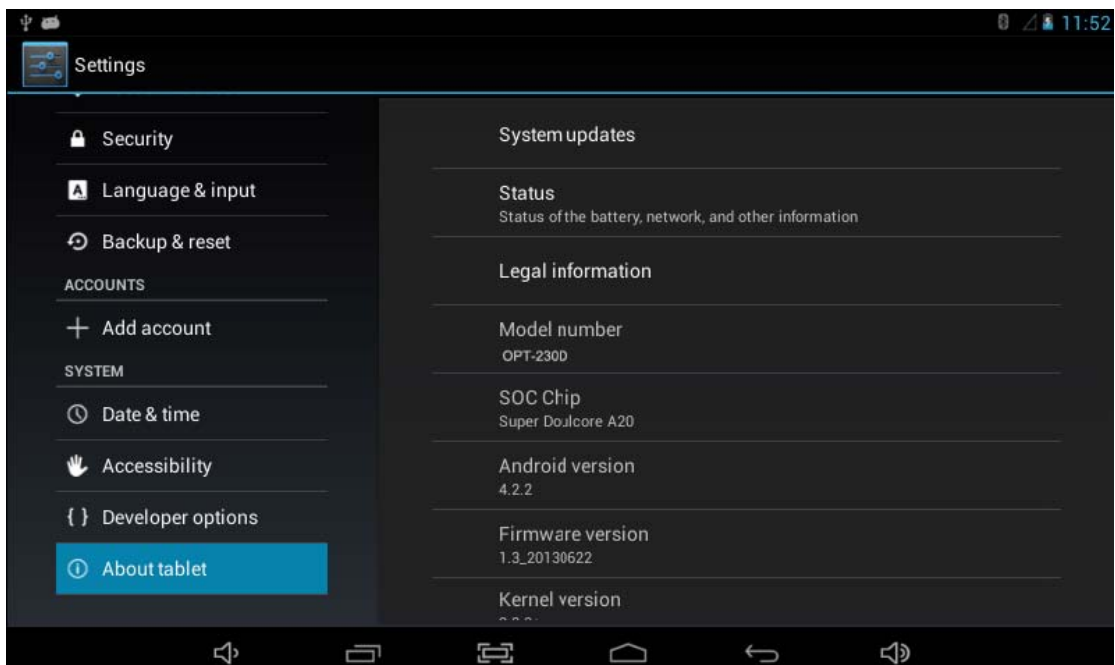 11:52
Settings
Security
Language & input
Backup & reset
ACCOUNTS
Add account
SYSTEM
Date & time
Accessibility
{ } Developer options
About tablet
System updates
Status
Status of the battery, network, and other information
Legal information
Model number
OPT-230D
SOC Chip
Super Doulcore A20
Android version
4.2.2
Firmware version
1.3_20130622
Kernel version